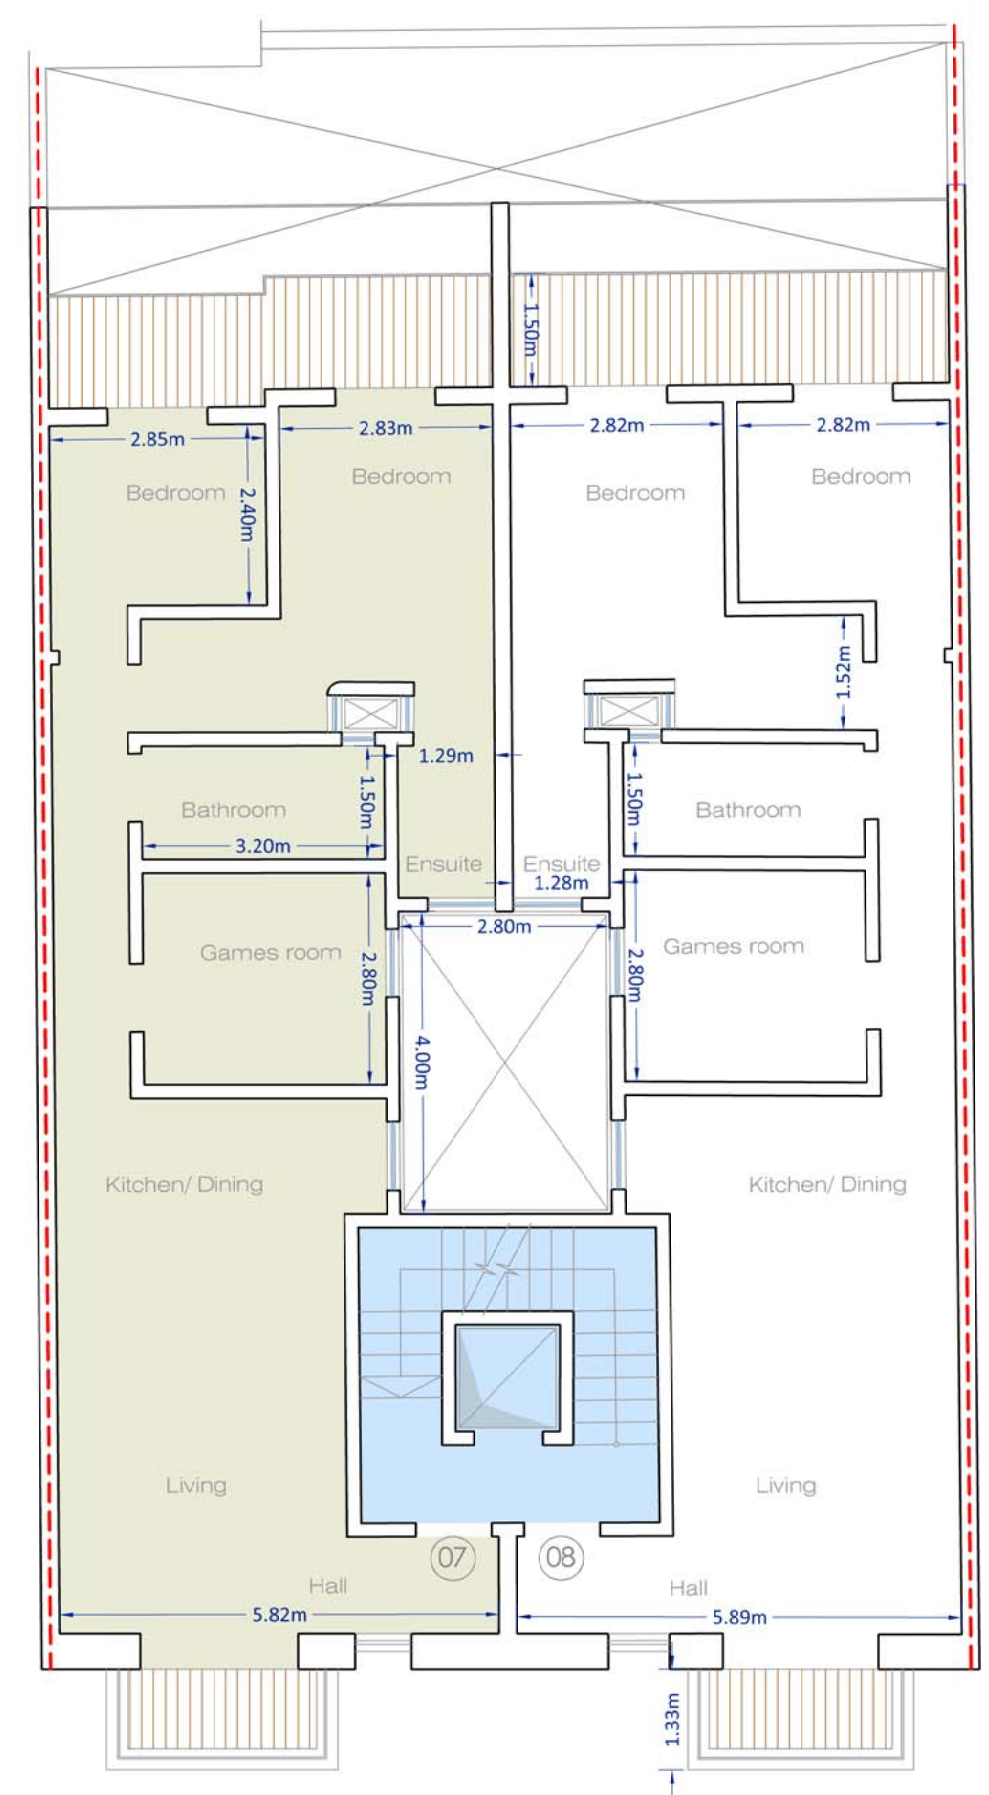 1.50m
2.85m
2.83m
2.82m
2.82m
Bedroom
Bedroom
Bedroom
Bedroom
2.40m
1.52m
1.29m
1.50m
1.50m
Bathroom
Bathroom
3.20m
Ensuite
Ensuite
1.28m
2.80m
Games room
Games room
2.80m
2.80m
4.00m
Kitchen/ Dining
Kitchen/ Dining
Living
Living
07
08
Hall
Hall
5.82m
5.89m
1.33m